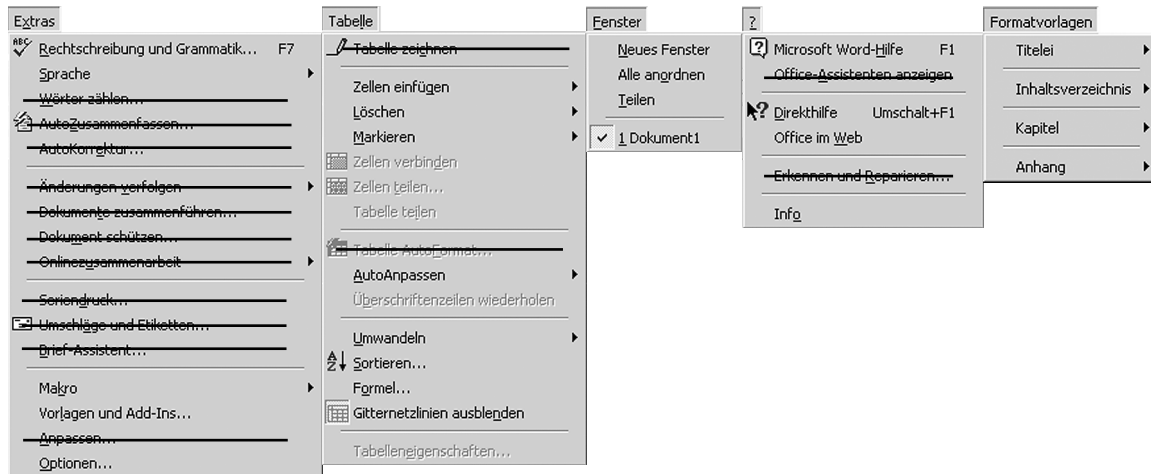 Extras
Rechtschreibung und Grammatik... F7
Sprache
Wörter zählen...
AutoZusammenfassen...
AutoKorrektur...
Änderungen verfolgen
Dokumente zusammenführen...
Dokument schützen...
Onlinezusammenarbeit
Seriendruck...
Umschläge und Etiketten...
Brief-Assistent...
Makro
Vorlagen und Add-Ins...
Anpassen...
Optionen...
Tabelle
Tabelle zeichnen
Zellen einfügen
Löschen
Markieren
Zellen verbinden
Zellen teilen...
Tabelle teilen
Tabelle AutoFormat...
AutoAnpassen
Überschriftenzeilen wiederholen
Umwandeln
Sortieren...
Formel...
Gitternetzlinien ausblenden
Tabelleneigenschaften...
Fenster
Neues Fenster
Alle anordnen
Teilen
1 Dokument1
?
Microsoft Word-Hilfe F1
Office-Assistenten anzeigen
Direkthilfe Umschalt+F1
Office im Web
Erkennen und Reparieren...
Info
Formatvorlagen
Titelei
Inhaltsverzeichnis
Kapitel
Anhang